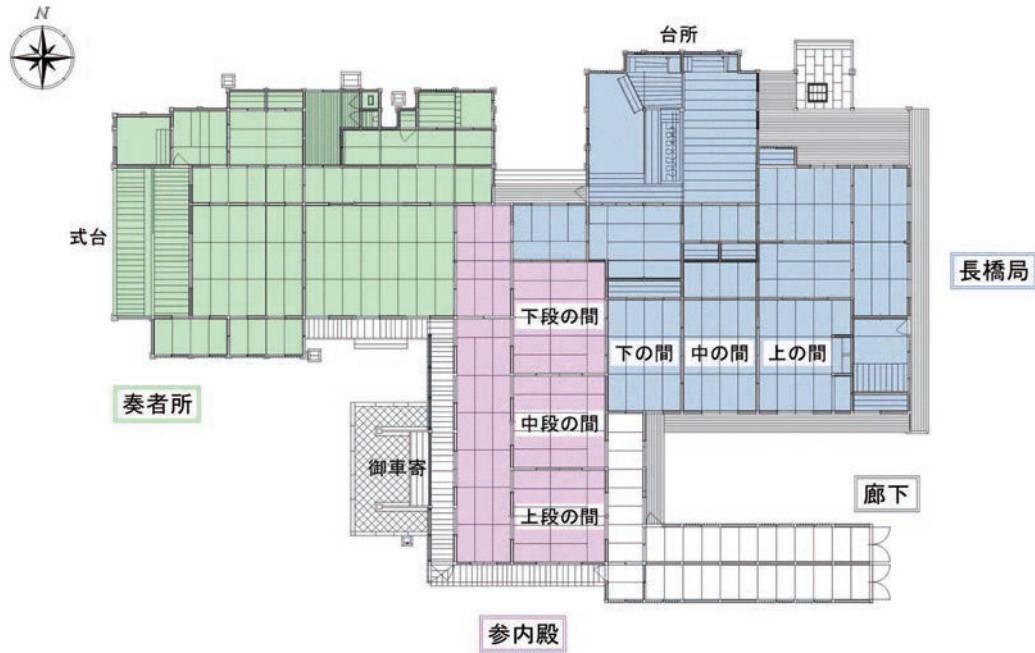 N
台所
式台
長橋局
下段の間
下の間
中の間
上の間
奏者所
中段の間
御車寄
廊下
上段の間
参内殿